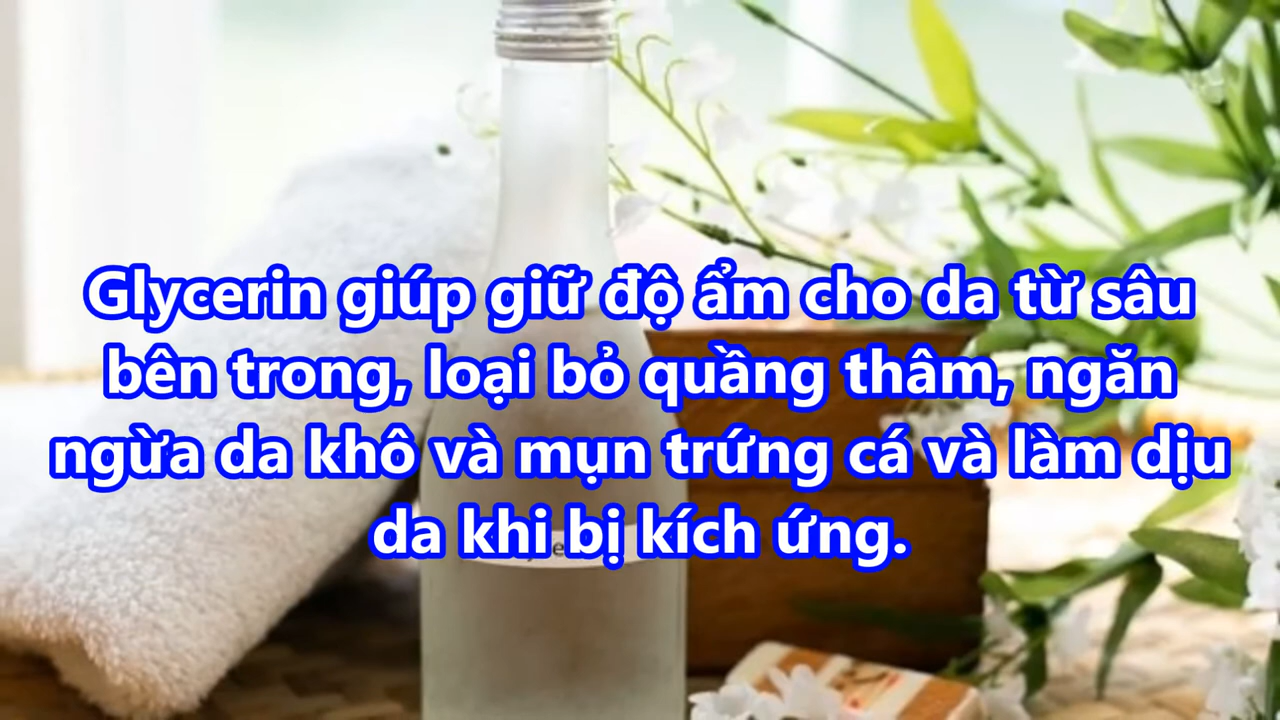 Glycerin giúp giữ độ ẩm cho da từ sâu
bên trong, loại bỏ quầng thâm, ngăn
ngừa da khô và mụn trứng cá và làm dịu
da khi bị kích ứng.